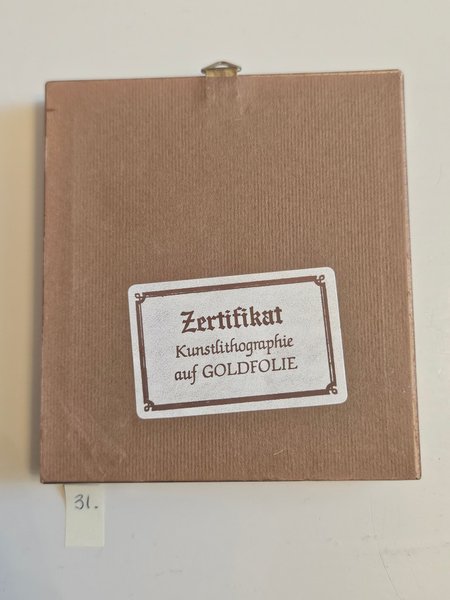 Zertifikat
Kunstlithographie
auf GOLDFOLIE
31.